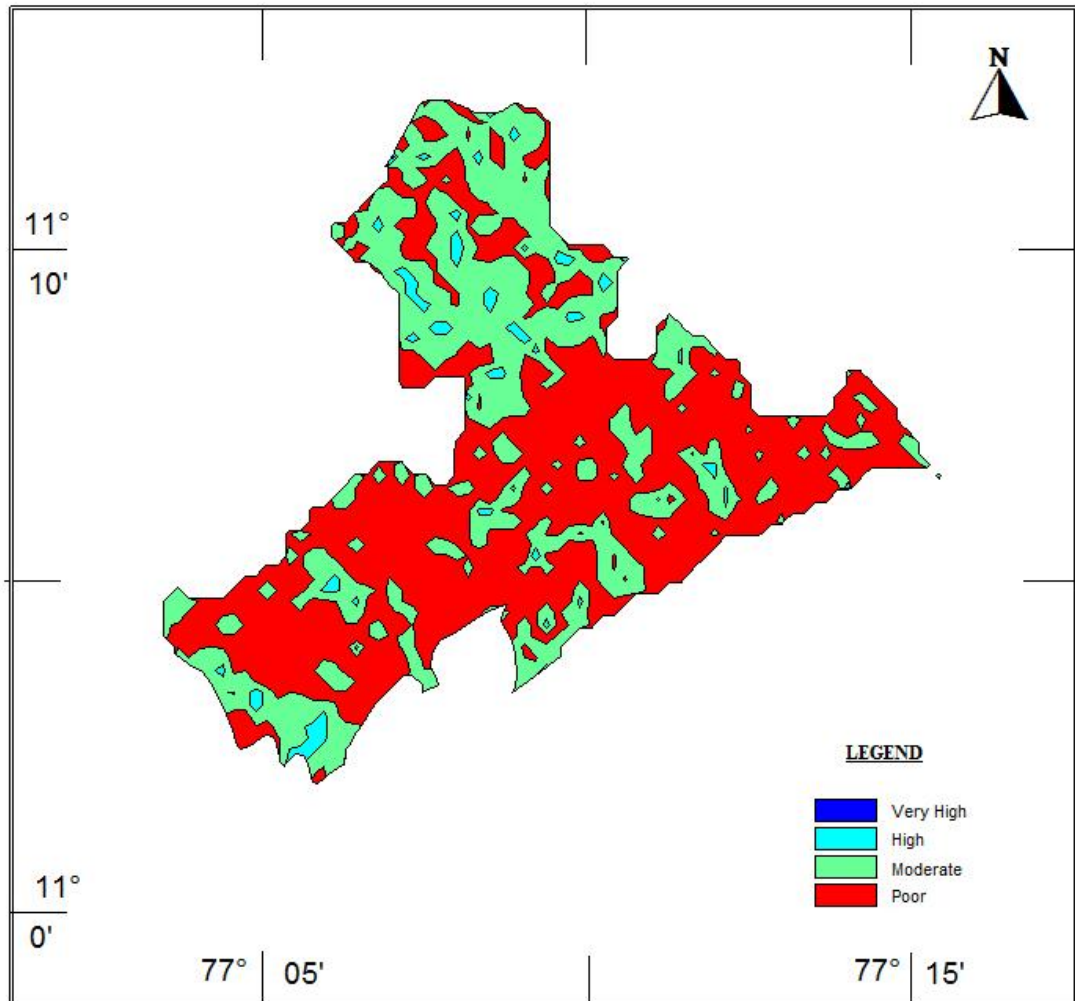 N
11°
10'
LEGEND
Very High
High
Moderate
Poor
11°
0'
77° 05'
77° 15'